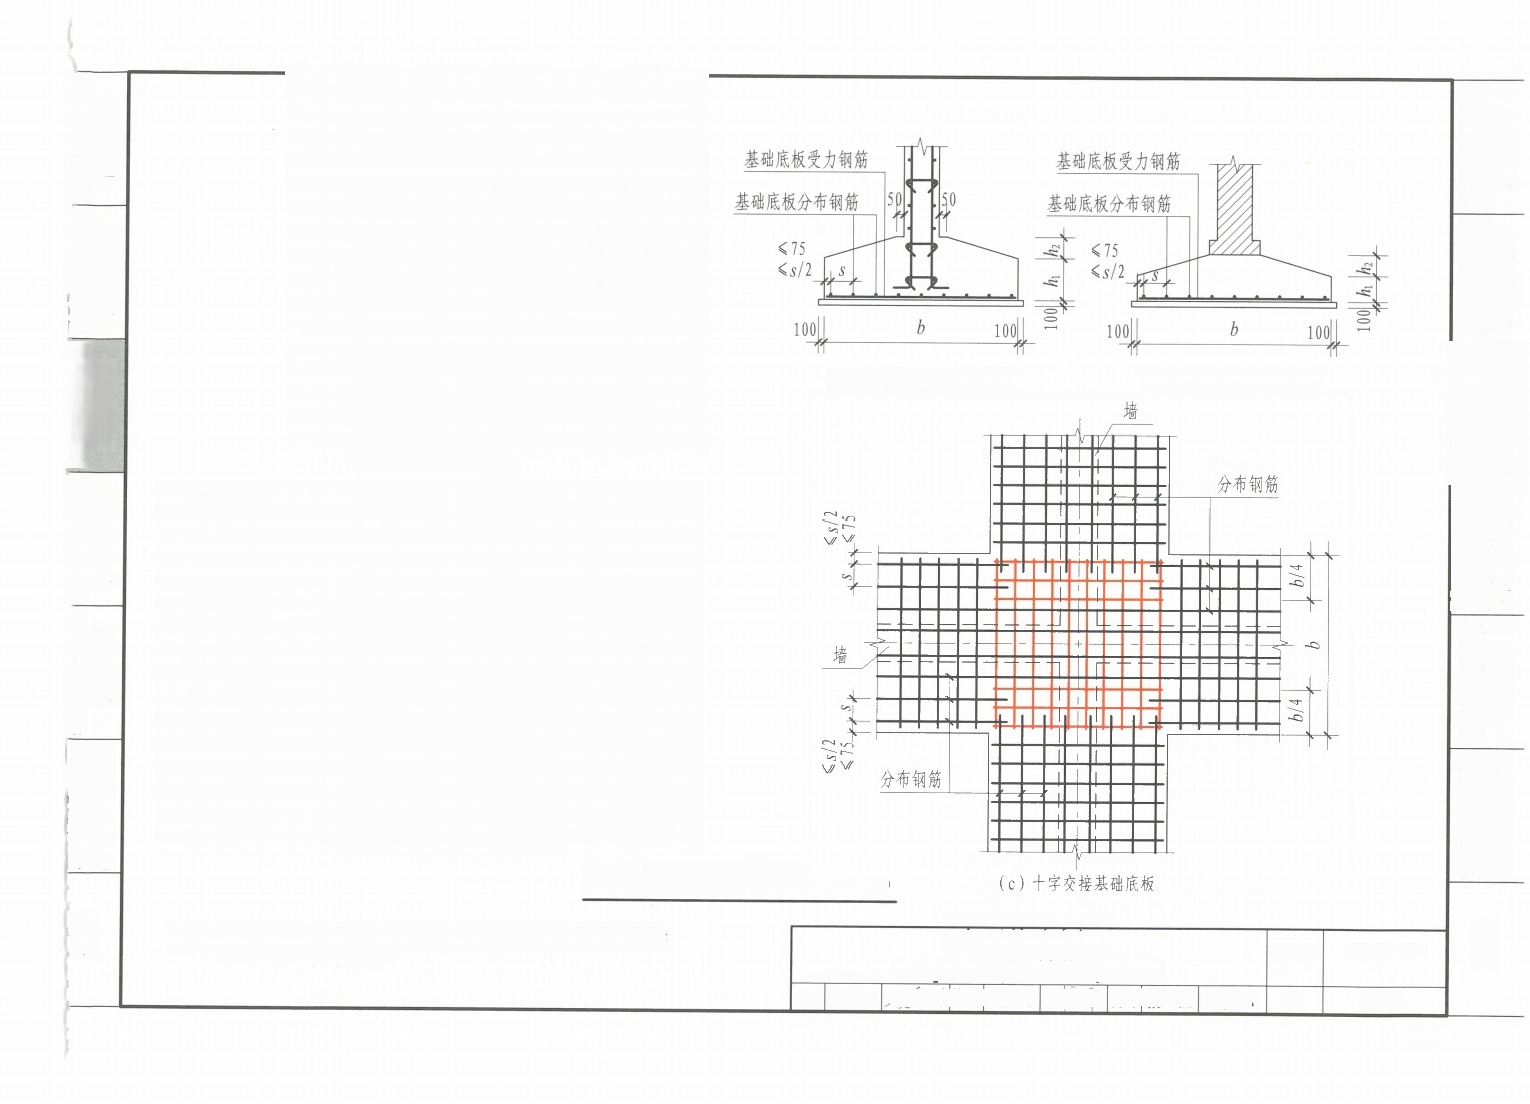 基础底板受力钢筋
基础底板分布钢筋
50
50
≤75
≤s/2
s
h₂
h₁
100
100
b
100
基础底板受力钢筋
基础底板分布钢筋
≤75
≤s/2
s
h₂
h₁
100
100
b
100
墙
分布钢筋
≤s/2
≤75
s
b/4
b
墙
s
b/4
≤s/2
≤75
分布钢筋
(c) 十字交接基础底板